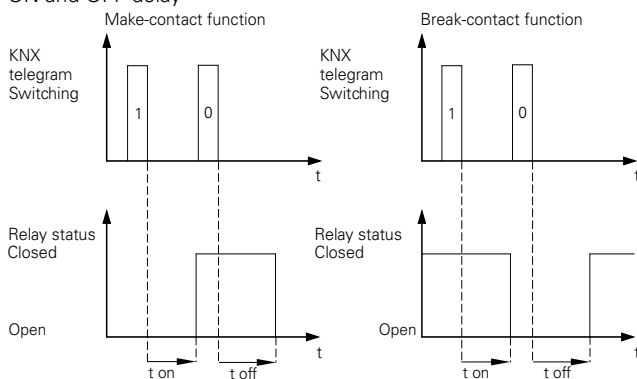 ON and OFF delay
Make-contact function
KNX
telegram
Switching
1
0
t
Relay status
Closed
Open
t
t on
t off
Break-contact function
KNX
telegram
Switching
1
0
t
Relay status
Closed
Open
t
t on
t off